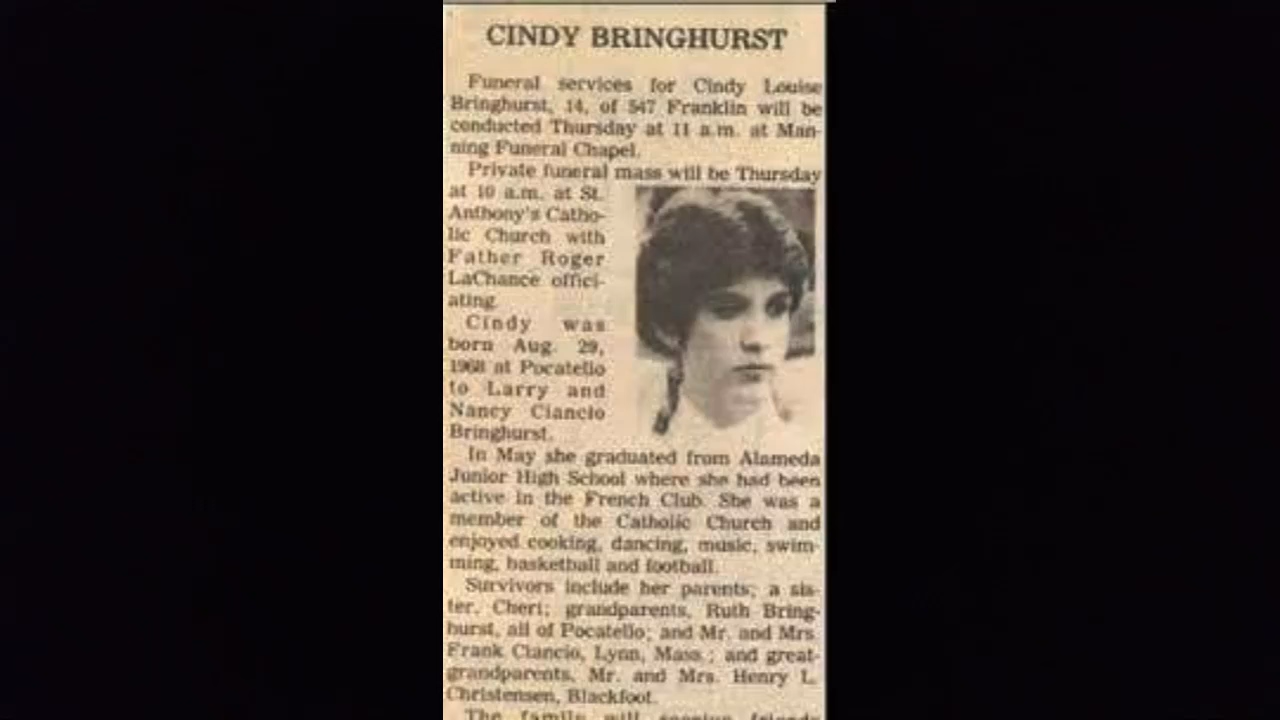 CINDY BRINGHURST
Funeral services for Cindy Louise
Bringhurst, 14, of 547 Franklin will be
conducted Thursday at 11 a.m. at Man-
ning Funeral Chapel.
Private funeral mass will be Thursday
at 10 a.m. at St.
Anthony's Catho-
lic Church with
Father Roger
LaChance offici-
ating.
Cindy was
born Aug. 29,
1968 at Pocatello
to Larry and
Nancy Ciancio
Bringhurst.
In May she graduated from Alameda
Junior High School where she had been
active in the French Club. She was a
member of the Catholic Church and
enjoyed cooking, dancing, music, swim-
ming, basketball and football.
Survivors include her parents; a sis-
ter, Cheri; grandparents, Ruth Bring-
hurst, all of Pocatello; and Mr. and Mrs.
Frank Ciancio, Lynn, Mass.; and great-
grandparents, Mr. and Mrs. Henry L.
Christensen, Blackfoot.
The family will receive friends